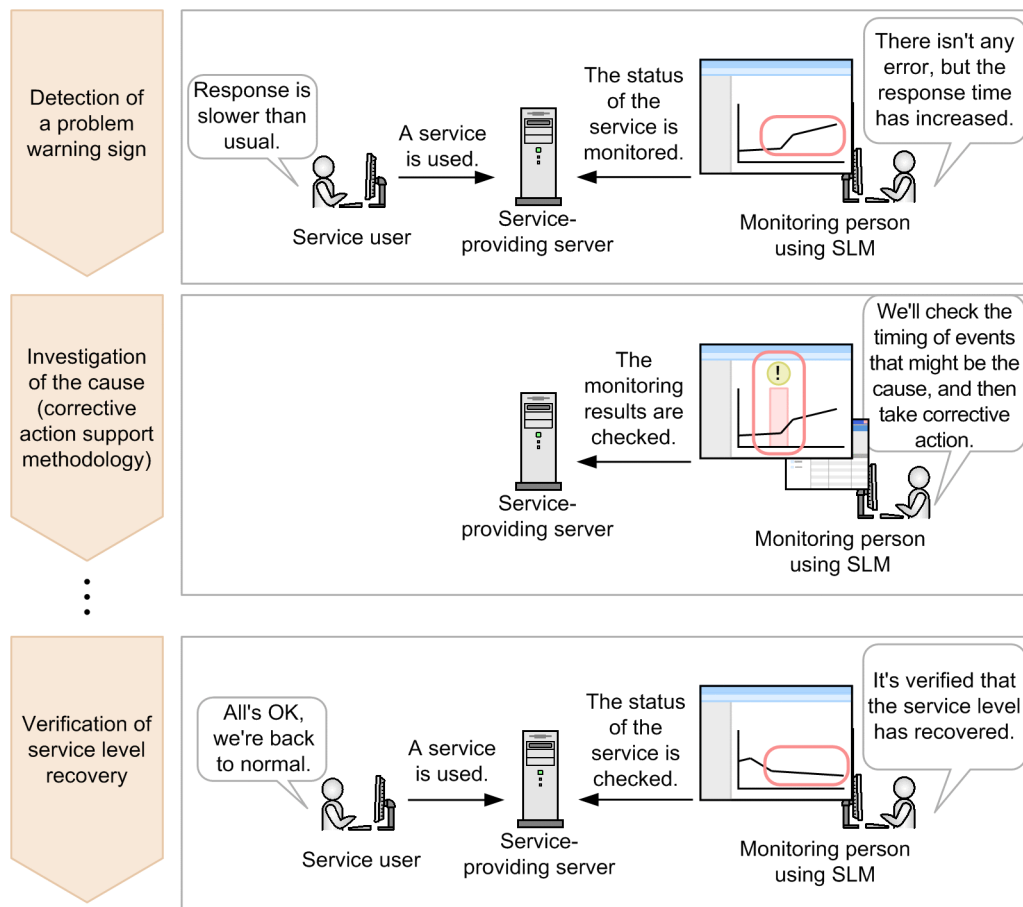 Detection of
a problem
warning sign
Response is
slower than
usual.
A service
is used.
The status
of the
service is
monitored.
There isn't any
error, but the
response time
has increased.
Service user
Service-
providing server
Monitoring person
using SLM
Investigation
of the cause
(corrective
action support
methodology)
The
monitoring
results are
checked.
!
We'll check the
timing of events
that might be the
cause, and then
take corrective
action.
Service-
providing server
Monitoring person
using SLM
Verification of
service level
recovery
All's OK,
we're back
to normal.
A service
is used.
The status
of the
service is
checked.
It's verified that
the service level
has recovered.
Service user
Service-
providing server
Monitoring person
using SLM